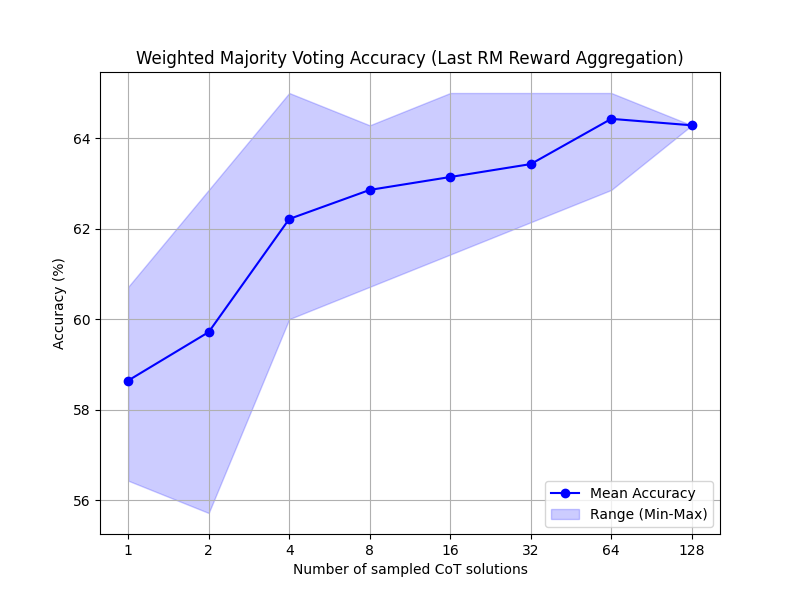 Weighted Majority Voting Accuracy (Last RM Reward Aggregation)
Accuracy (%)
64
62
60
58
56
Mean Accuracy
Range (Min-Max)
1 2 4 8 16 32 64 128
Number of sampled CoT solutions